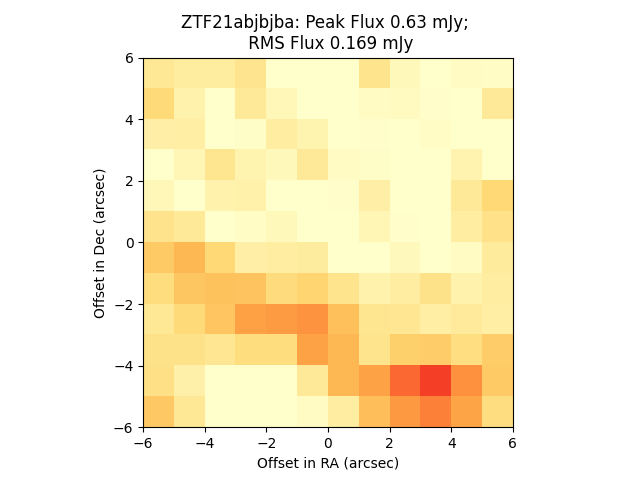 ZTF21abjbjba: Peak Flux 0.63 mJy;
RMS Flux 0.169 mJy
6
4
2
0
−2
−4
−6
Offset in Dec (arcsec)
−6 −4 −2 0 2 4 6
Offset in RA (arcsec)